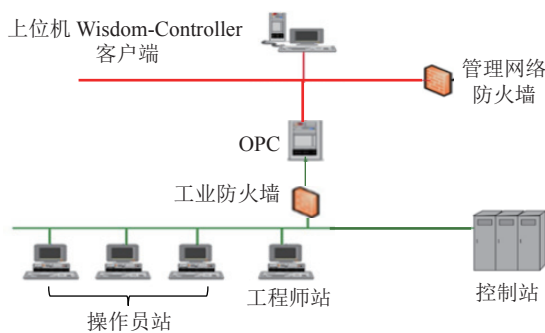 上位机 Wisdom-Controller
客户端
管理网络
防火墙
OPC
工业防火墙
操作员站
工程师站
控制站